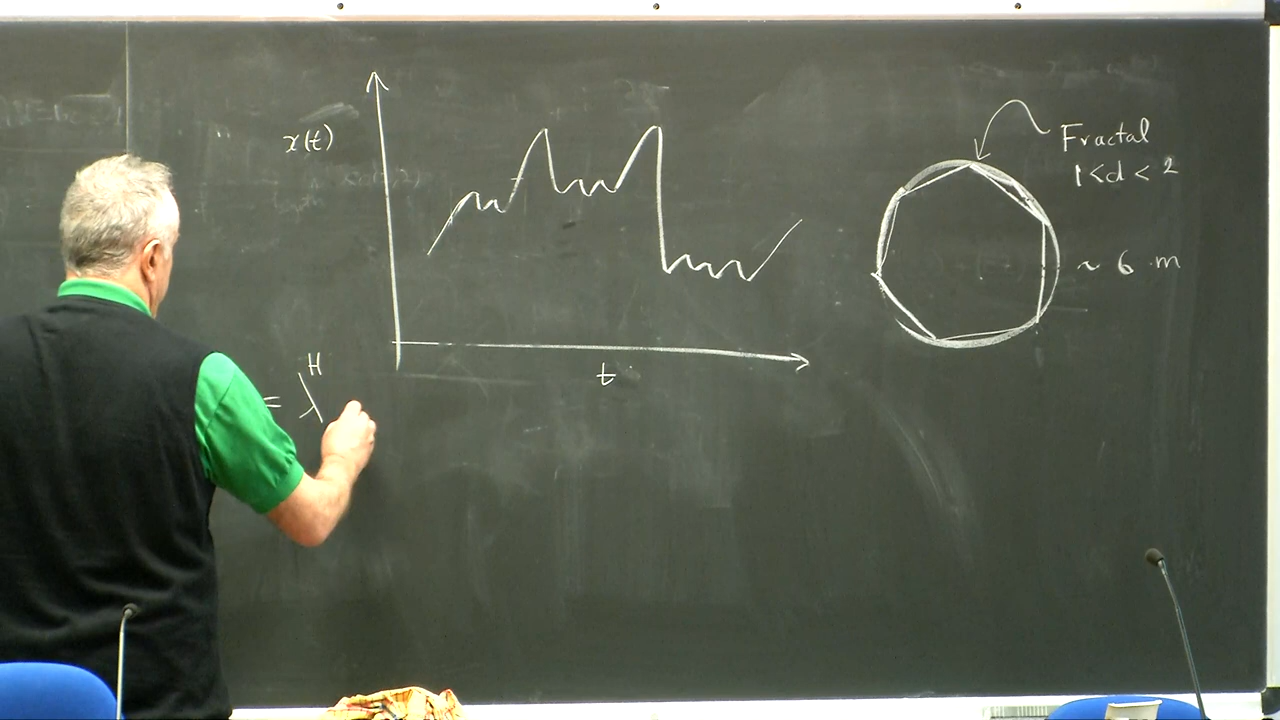 x(t)
t
= λ^H
Fractal
1<d<2
~ 6 m